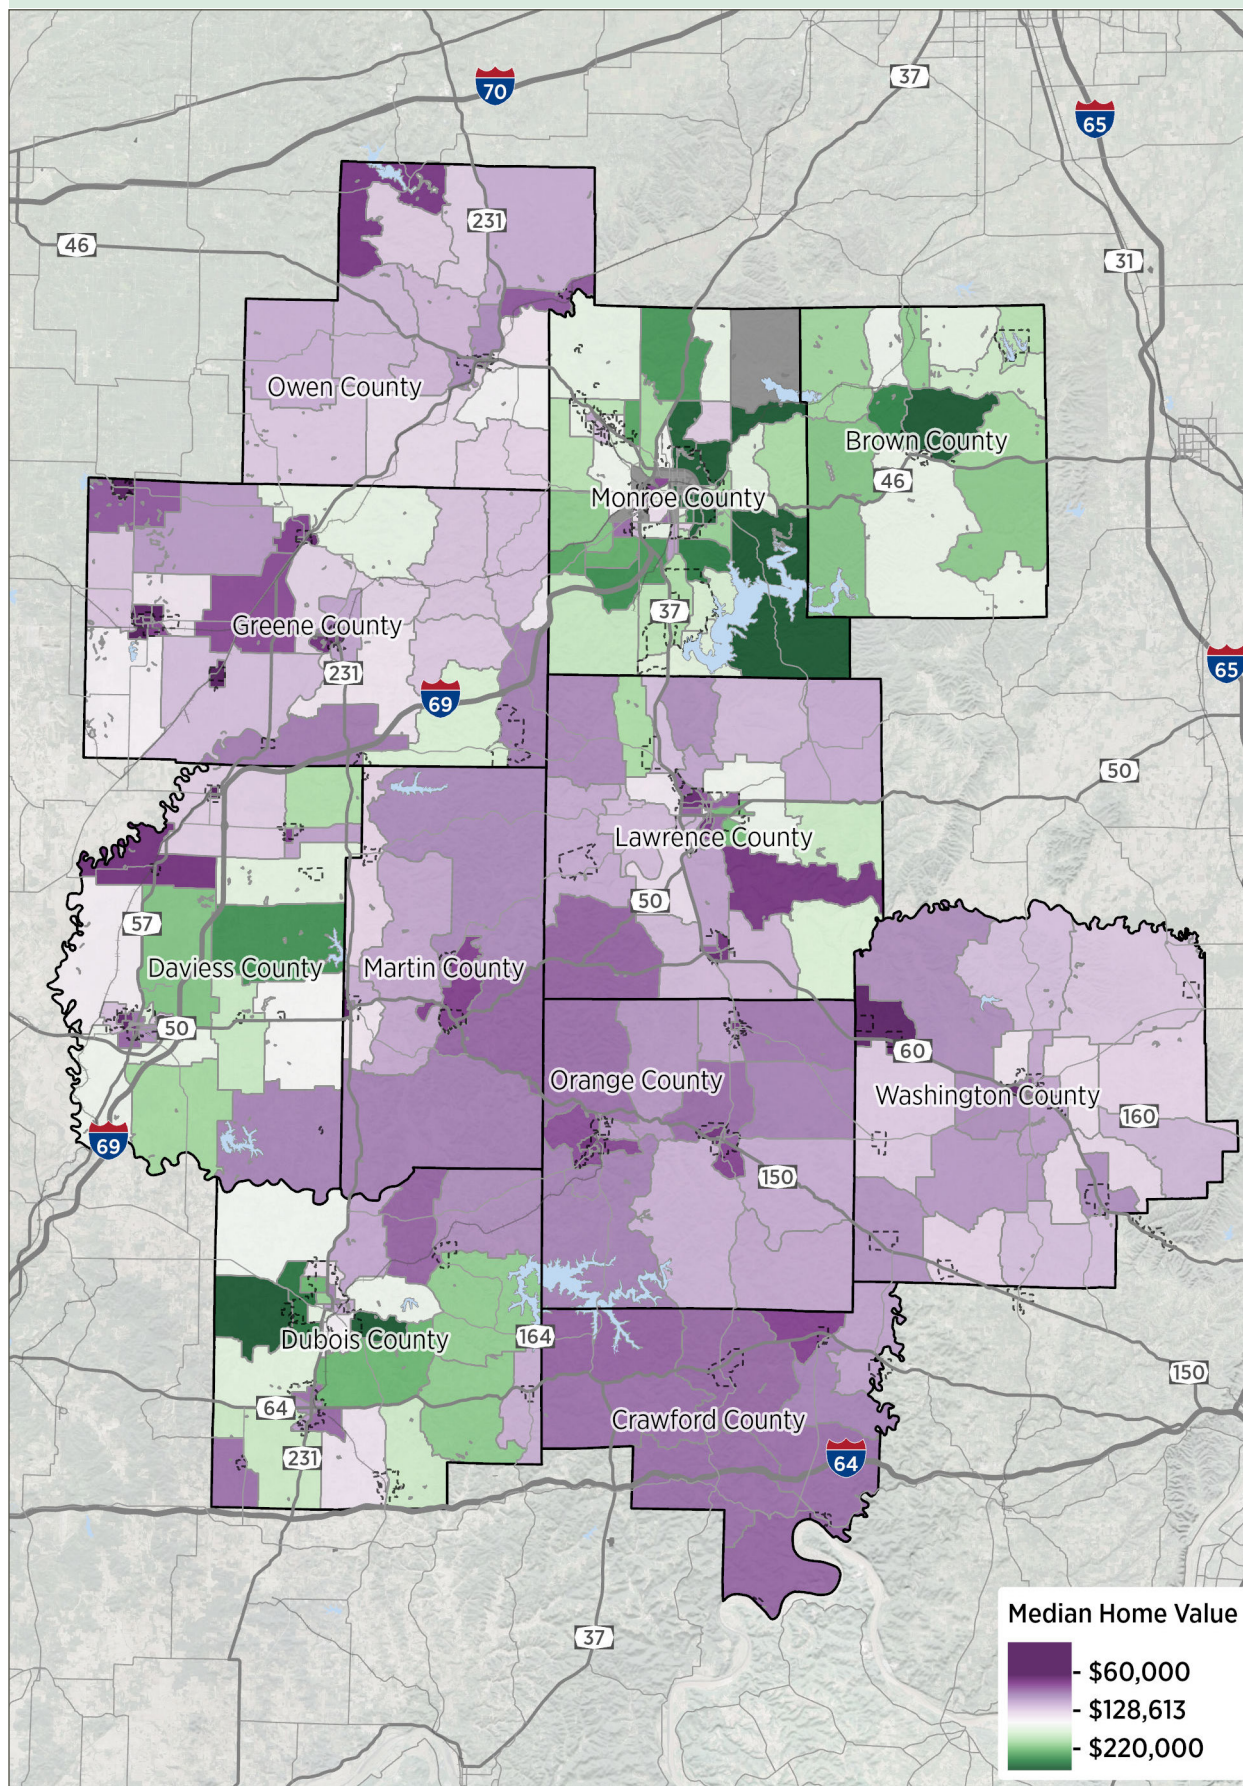 70
37
65
231
46
31
Owen County
Brown County
46
Monroe County
37
Greene County
231
69
65
50
Lawrence County
50
57
Daviess County
Martin County
50
60
Orange County
Washington County
160
69
150
164
Dubois County
150
64
Crawford County
231
64
37
Median Home Value
- $60,000
- $128,613
- $220,000